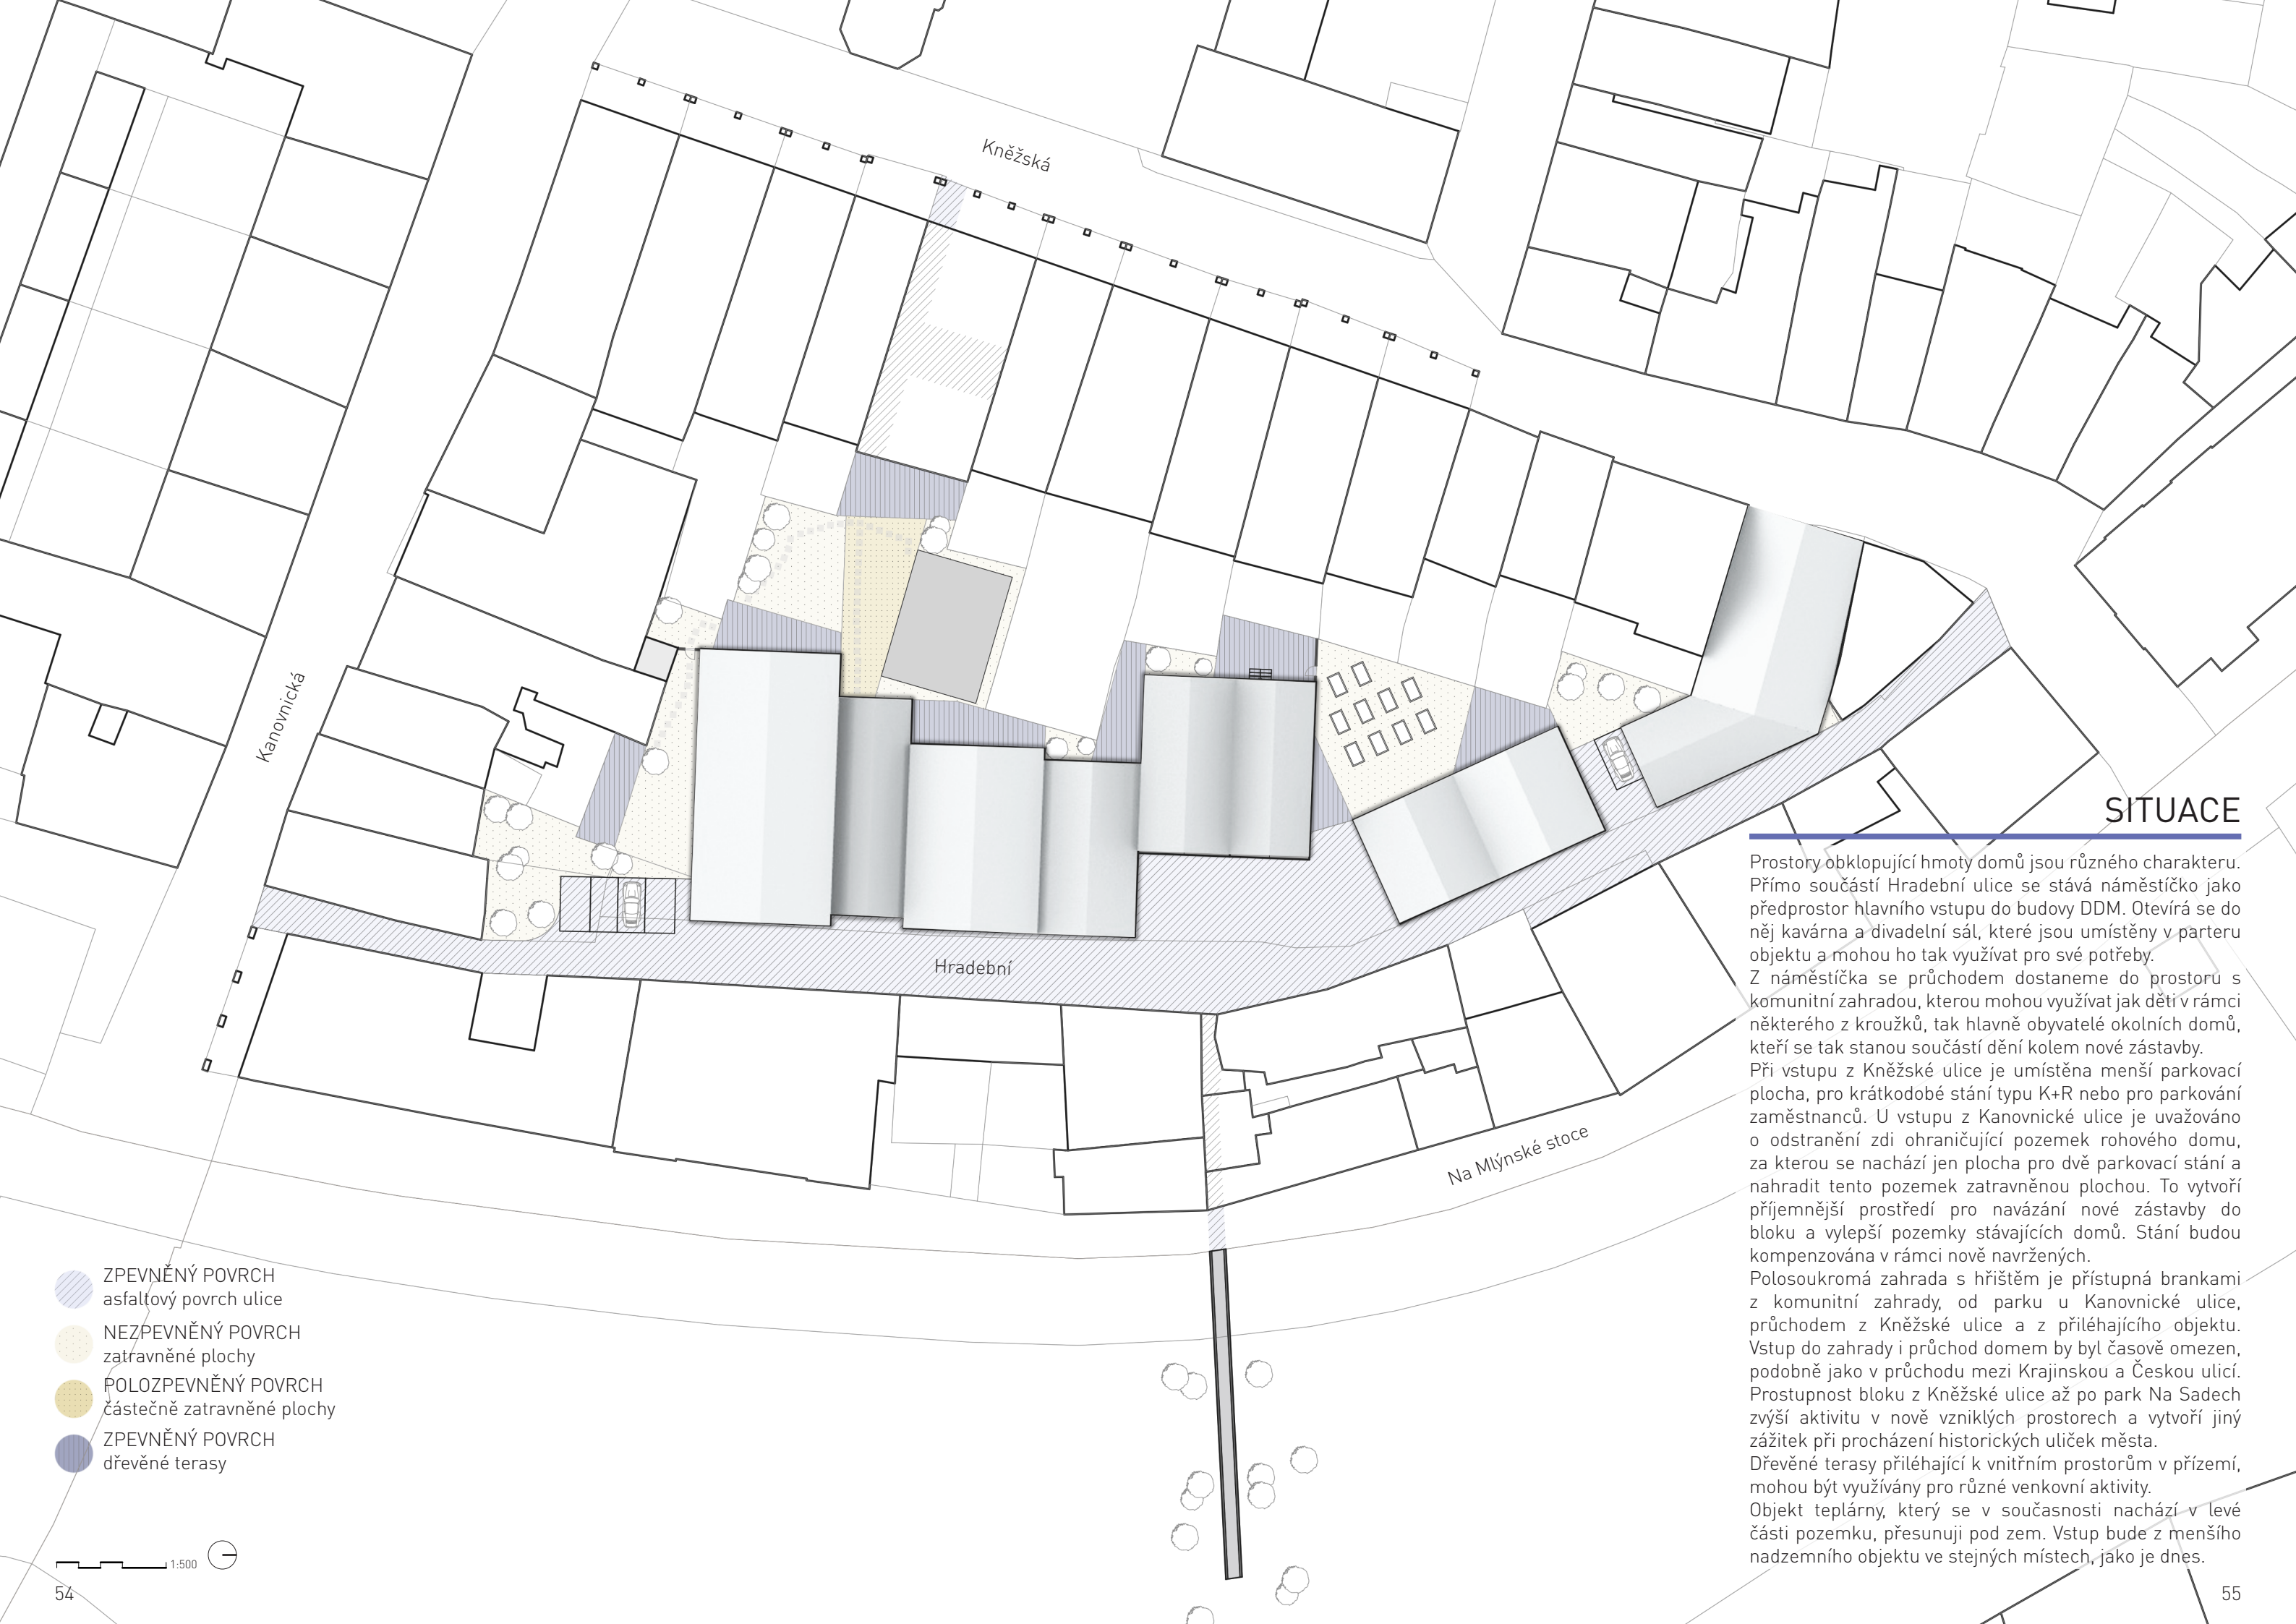 Kněžská
Kanovnická
Hradební
Na Mlýnské stoce
SITUACE
Prostory obklopující hmoty domů jsou různého charakteru.
Přímo součástí Hradební ulice se stává náměstíčko jako
předprostor hlavního vstupu do budovy DDM. Otevírá se do
něj kavárna a divadelní sál, které jsou umístěny v parteru
objektu a mohou ho tak využívat pro své potřeby.
Z náměstíčka se průchodem dostaneme do prostoru s
komunitní zahradou, kterou mohou využívat jak děti v rámci
některého z kroužků, tak hlavně obyvatelé okolních domů,
kteří se tak stanou součástí dění kolem nové zástavby.
Při vstupu z Kněžské ulice je umístěna menší parkovací
plocha, pro krátkodobé stání typu K+R nebo pro parkování
zaměstnanců. U vstupu z Kanovnické ulice je uvažováno
o odstranění zdi ohraničující pozemek rohového domu,
za kterou se nachází jen plocha pro dvě parkovací stání a
nahradit tento pozemek zatravněnou plochou. To vytvoří
příjemnější prostředí pro navázání nové zástavby do
bloku a vylepší pozemky stávajících domů. Stání budou
kompenzována v rámci nově navržených.
Polosoukromá zahrada s hřištěm je přístupná brankami
z komunitní zahrady, od parku u Kanovnické ulice,
průchodem z Kněžské ulice a z přiléhajícího objektu.
Vstup do zahrady i průchod domem by byl časově omezen,
podobně jako v průchodu mezi Krajinskou a Českou ulicí.
Prostupnost bloku z Kněžské ulice až po park Na Sadech
zvýší aktivitu v nově vzniklých prostorech a vytvoří jiný
zážitek při procházení historických uliček města.
Dřevěné terasy přiléhající k vnitřním prostorům v přízemí,
mohou být využívány pro různé venkovní aktivity.
Objekt teplárny, který se v současnosti nachází v levé
části pozemku, přesunuji pod zem. Vstup bude z menšího
nadzemního objektu ve stejných místech, jako je dnes.
ZPEVNĚNÝ POVRCH
asfaltový povrch ulice
NEZPEVNĚNÝ POVRCH
zatravněné plochy
POLOZPEVNĚNÝ POVRCH
částečně zatravněné plochy
ZPEVNĚNÝ POVRCH
dřevěné terasy
1:500
54
55